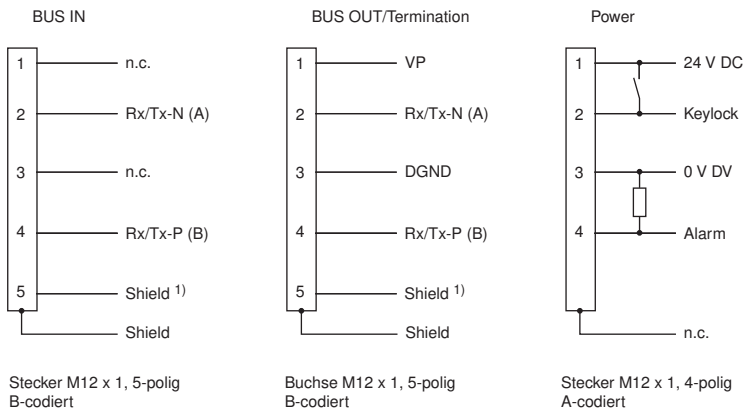 BUS IN
1 n.c.
2 Rx/Tx-N (A)
3 n.c.
4 Rx/Tx-P (B)
5 Shield 1)
Shield
Stecker M12 x 1, 5-polig
B-codiert
BUS OUT/Termination
1 VP
2 Rx/Tx-N (A)
3 DGND
4 Rx/Tx-P (B)
5 Shield 1)
Shield
Buchse M12 x 1, 5-polig
B-codiert
Power
1 24 V DC
2 Keylock
3 0 V DV
4 Alarm
n.c.
Stecker M12 x 1, 4-polig
A-codiert